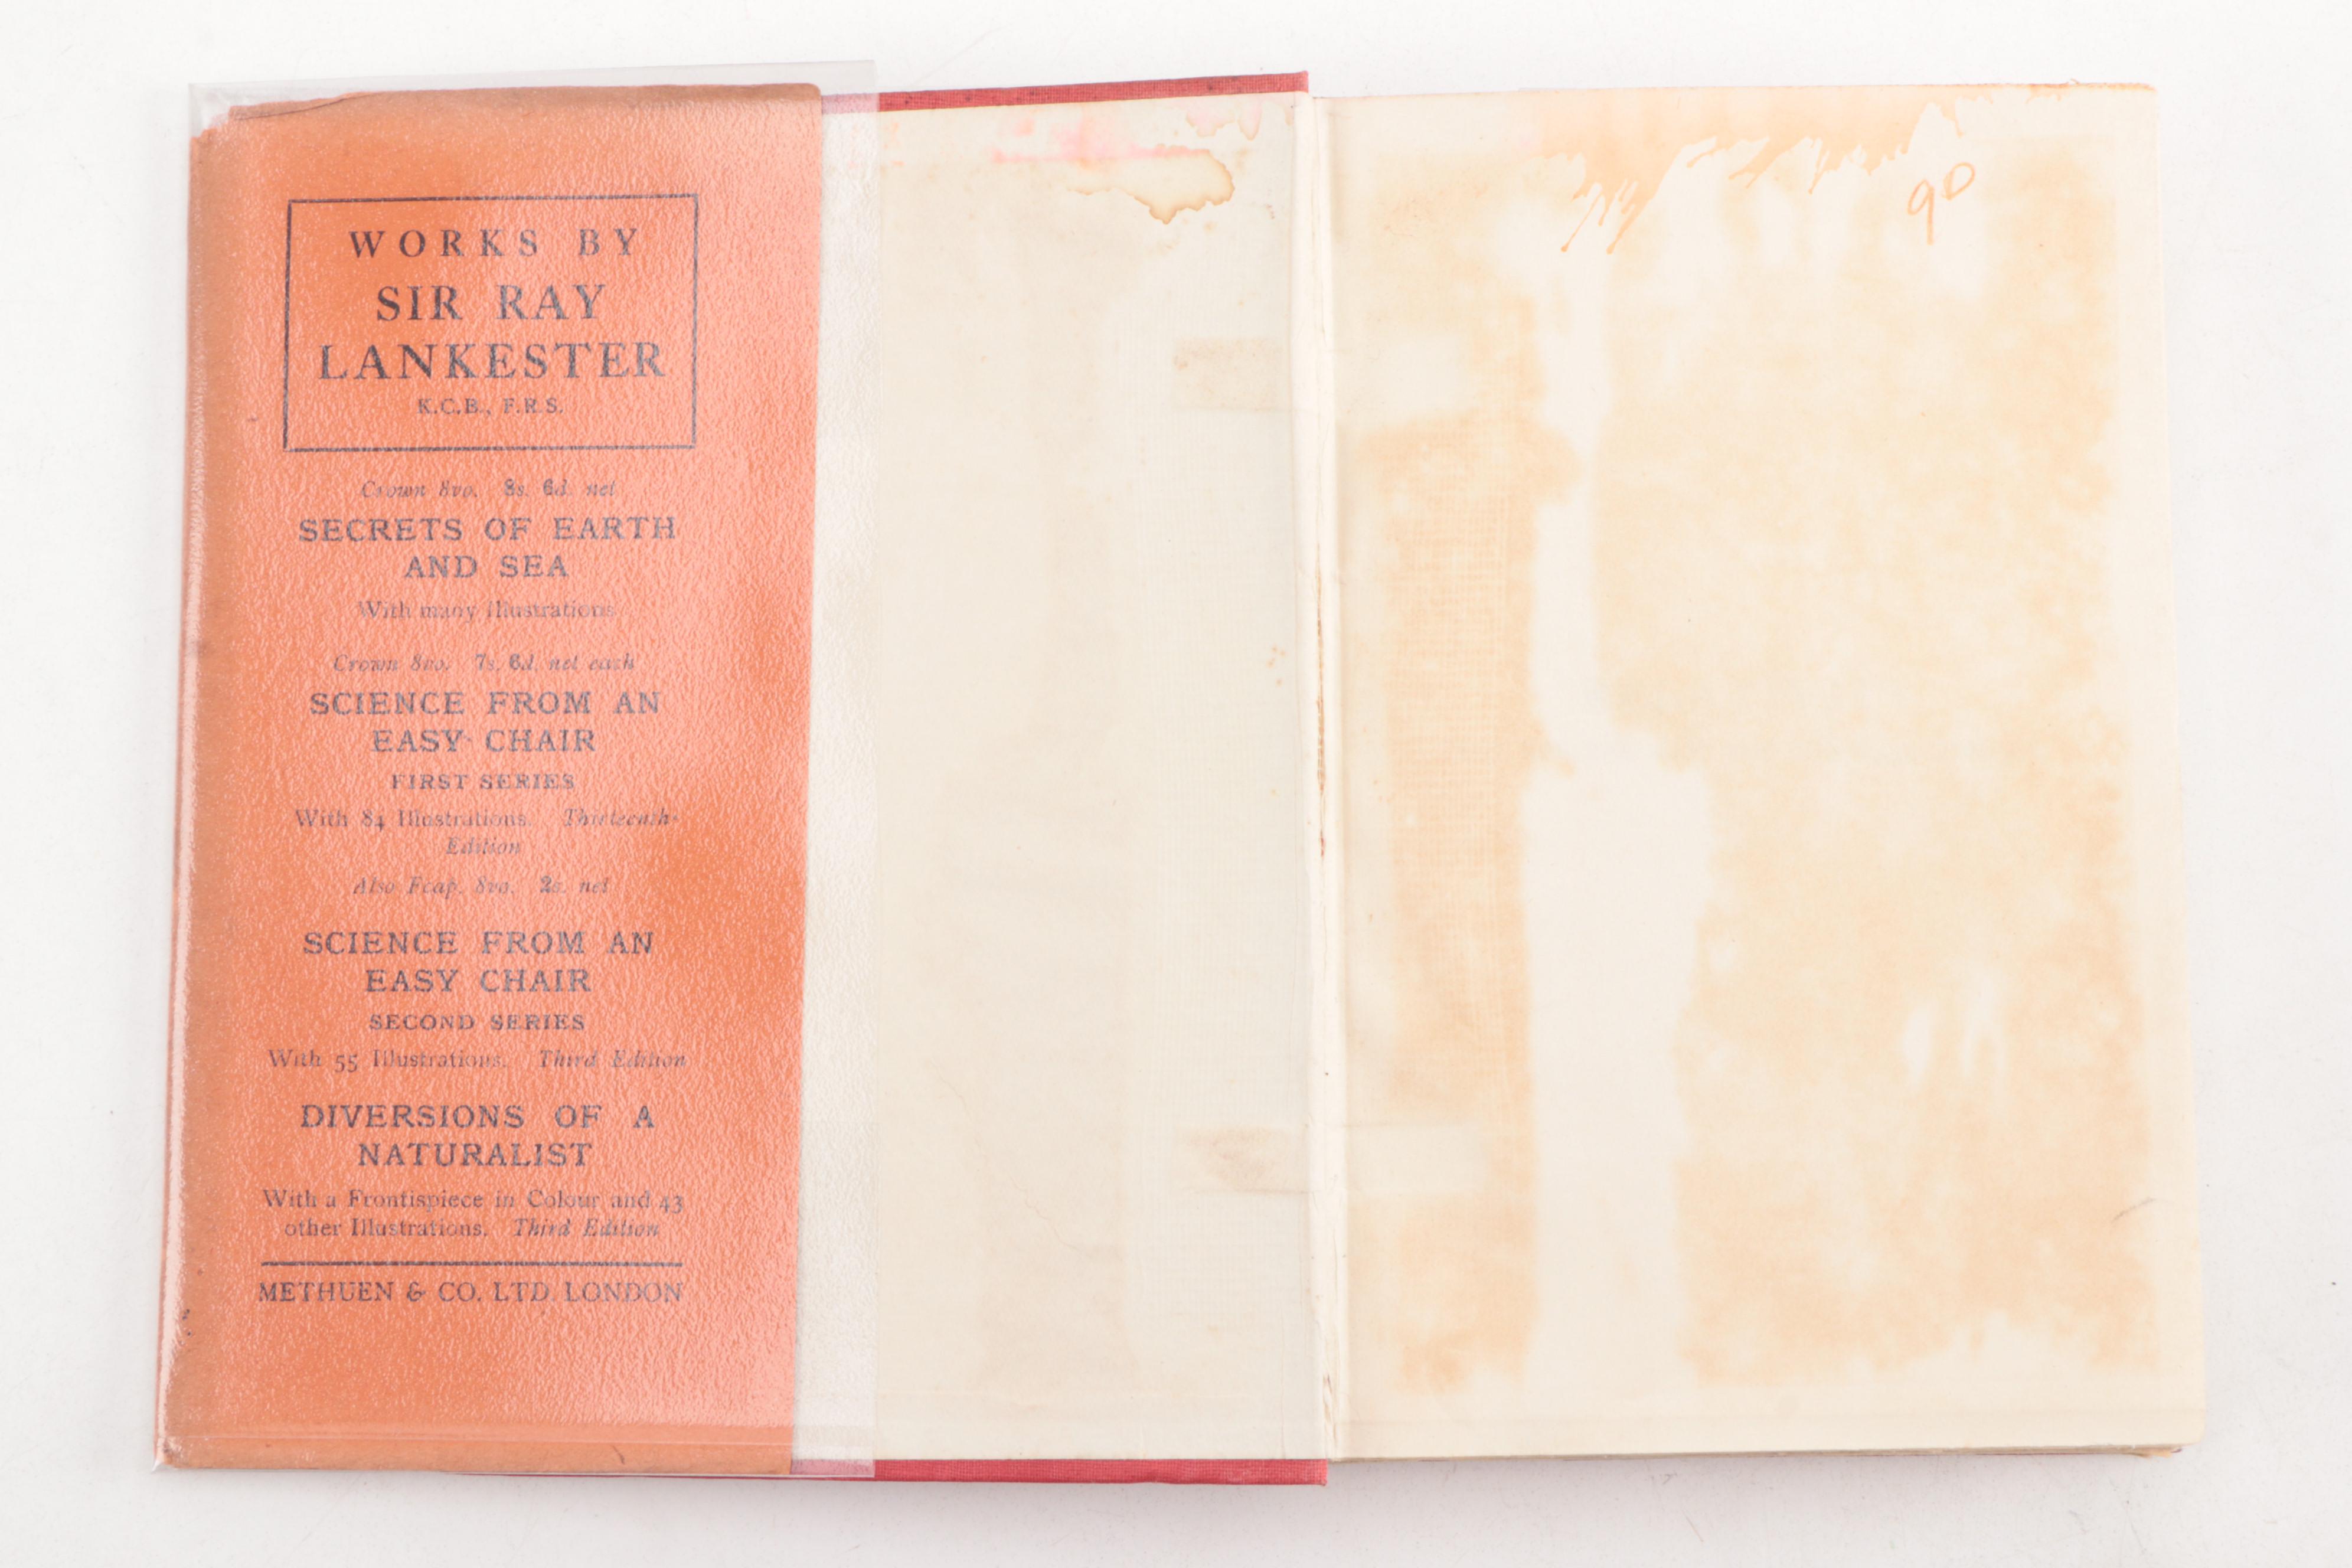 WORKS BY
SIR RAY
LANKESTER
K.C.B., F.R.S.
Crown 8vo. 8s. 6d. net
SECRETS OF EARTH
AND SEA
With many Illustrations
Crown 8vo. 7s. 6d. net each
SCIENCE FROM AN
EASY CHAIR
FIRST SERIES
With 84 Illustrations. Thirteenth
Edition
Also Fcap. 8vo. 2s. net
SCIENCE FROM AN
EASY CHAIR
SECOND SERIES
With 55 Illustrations. Third Edition
DIVERSIONS OF A
NATURALIST
With a Frontispiece in Colour and 43
other Illustrations. Third Edition
METHUEN & CO. LTD. LONDON
90